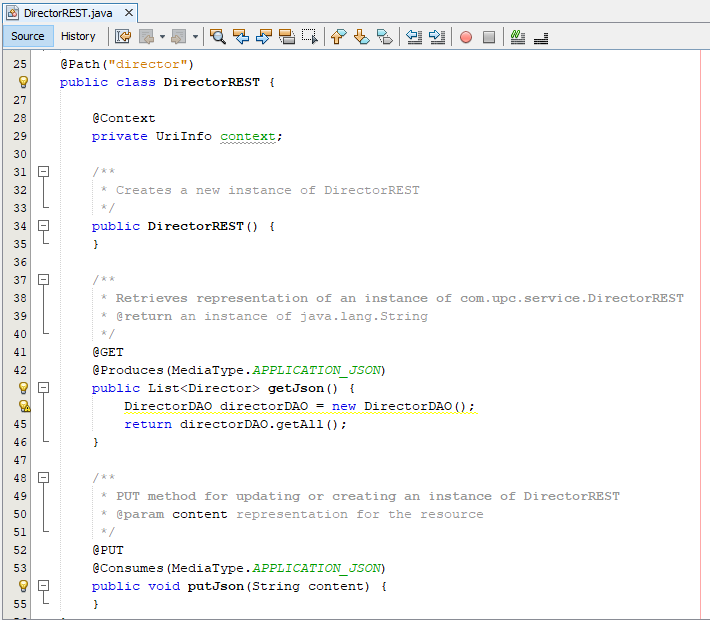 DirectorREST.java
Source History
25 @Path("director")
public class DirectorREST {
27
28 @Context
29 private UriInfo context;
30
31 /**
32 * Creates a new instance of DirectorREST
33 */
34 public DirectorREST() {
35 }
36
37 /**
38 * Retrieves representation of an instance of com.upc.service.DirectorREST
39 * @return an instance of java.lang.String
40 */
41 @GET
42 @Produces(MediaType.APPLICATION_JSON)
public List<Director> getJson() {
DirectorDAO directorDAO = new DirectorDAO();
45 return directorDAO.getAll();
46 }
47
48 /**
49 * PUT method for updating or creating an instance of DirectorREST
50 * @param content representation for the resource
51 */
52 @PUT
53 @Consumes(MediaType.APPLICATION_JSON)
public void putJson(String content) {
55 }